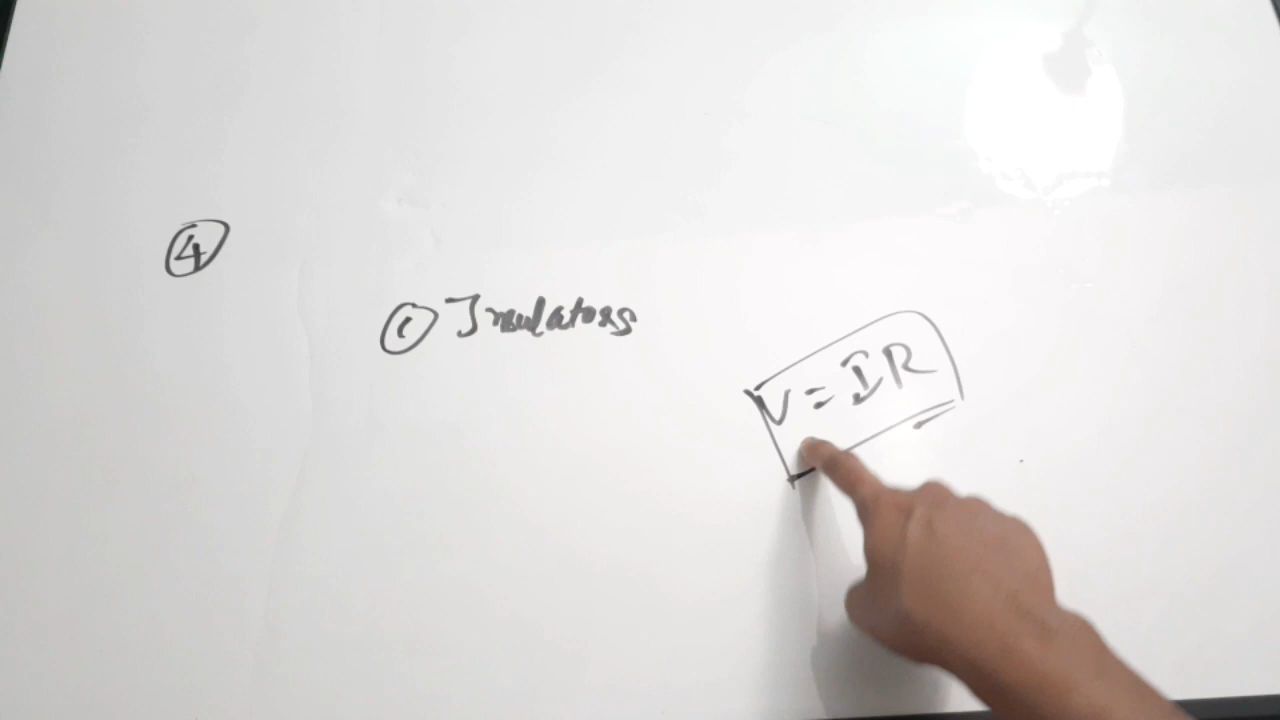 ④
① Insulators
V = IR